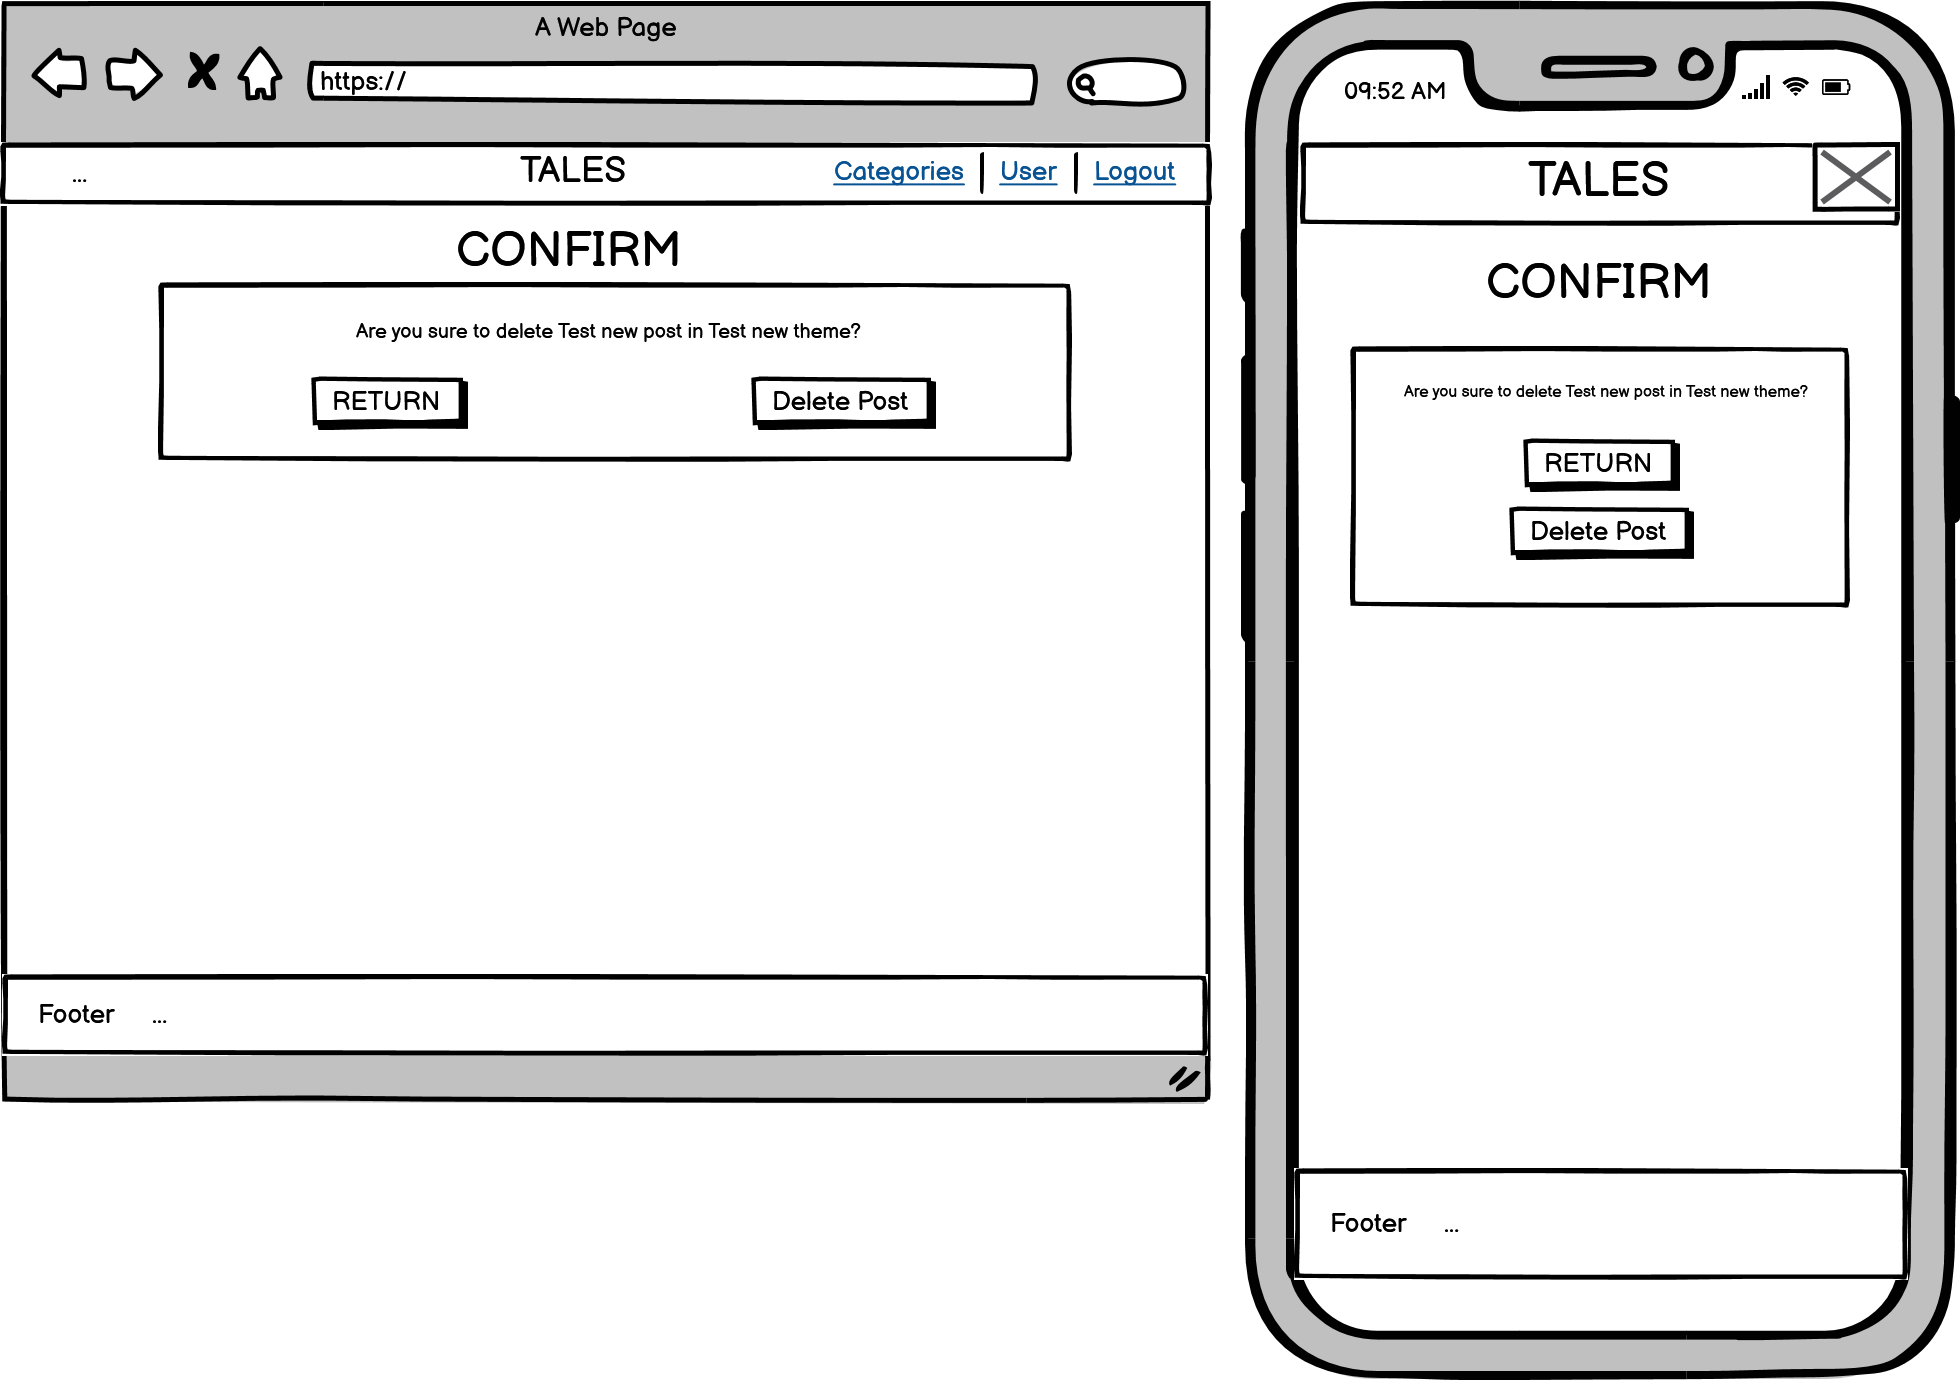 A Web Page
https://
... TALES Categories User Logout
CONFIRM
Are you sure to delete Test new post in Test new theme?
RETURN Delete Post
Footer ...
09:52 AM
TALES
CONFIRM
Are you sure to delete Test new post in Test new theme?
RETURN
Delete Post
Footer ...